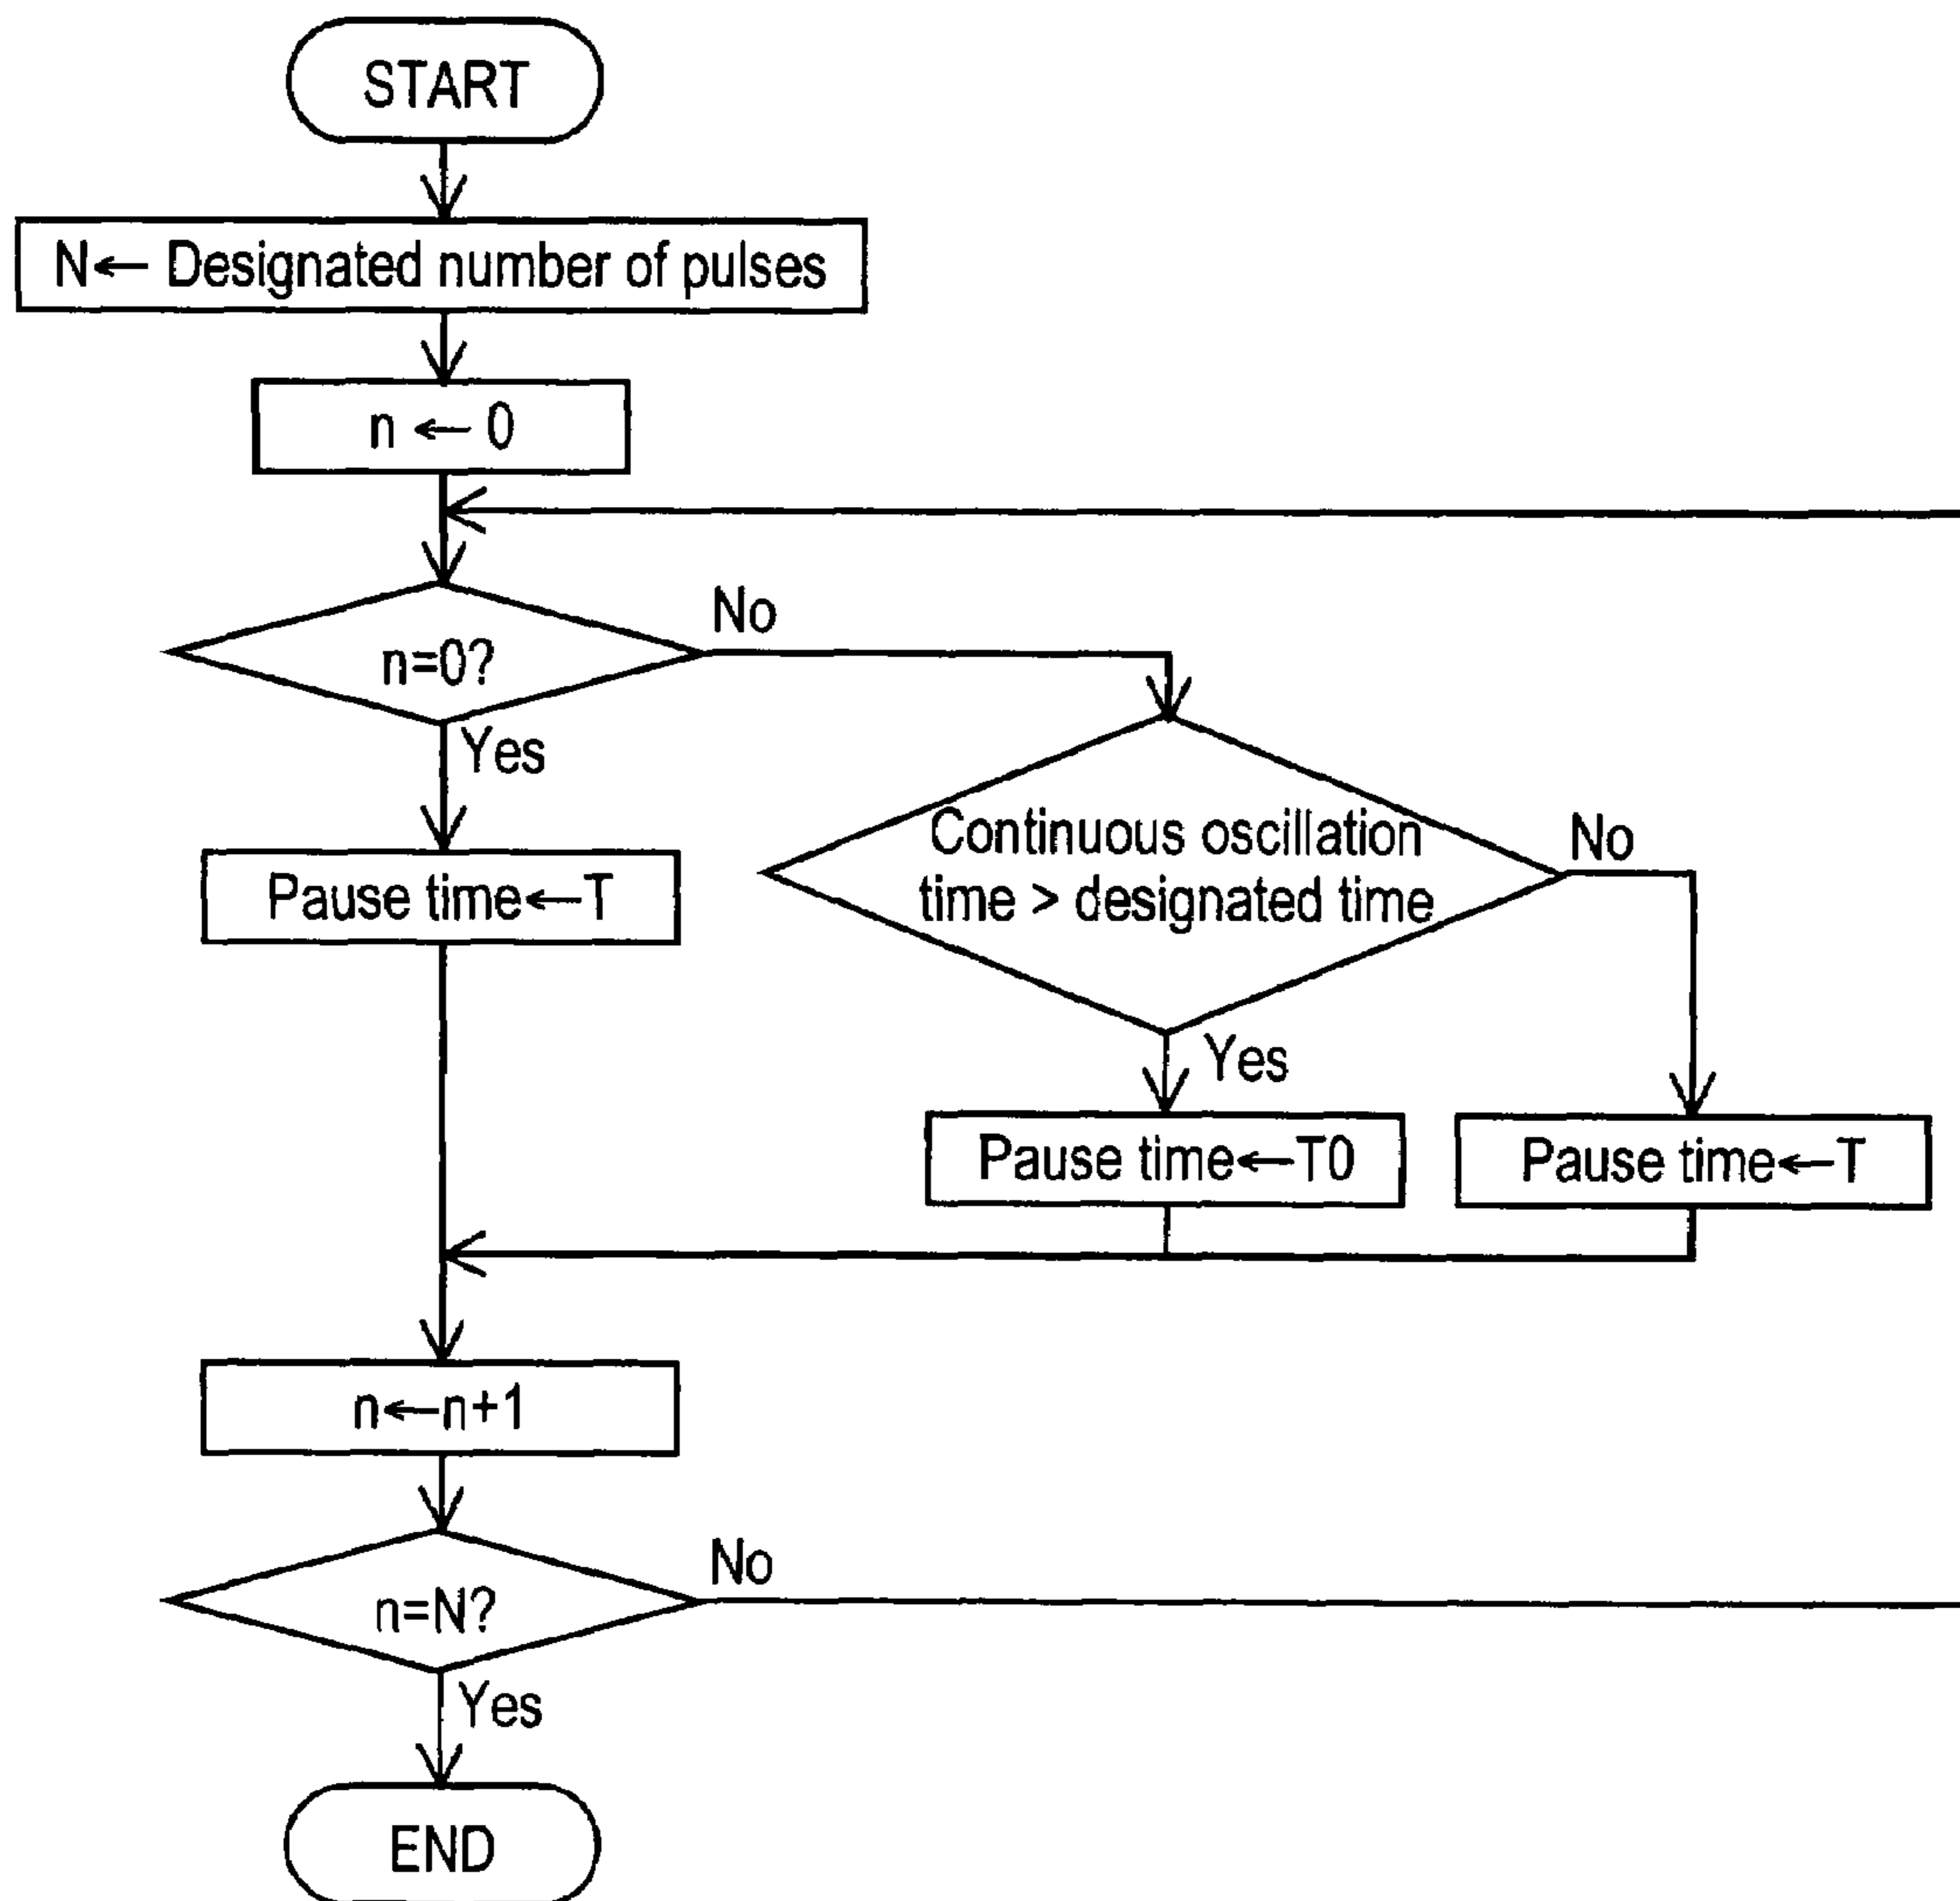 START
N← Designated number of pulses
n ← 0
No
n=0?
Yes
Continuous oscillation
time > designated time
No
Pause time←T
Yes
Pause time←T0
Pause time←T
n←n+1
No
n=N?
Yes
END